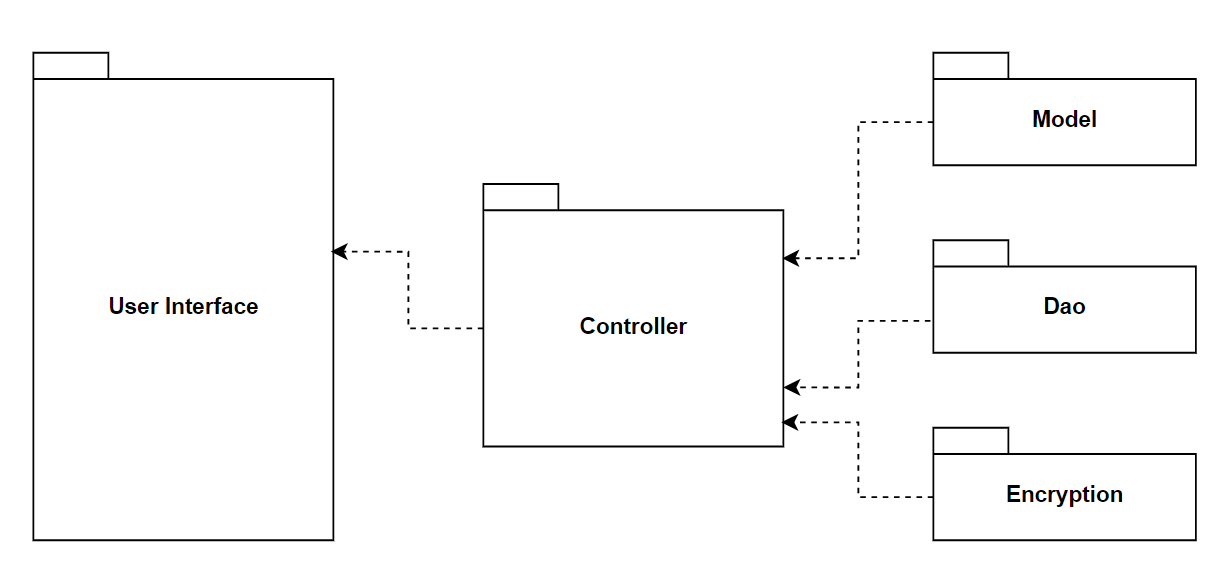 User Interface
Controller
Model
Dao
Encryption